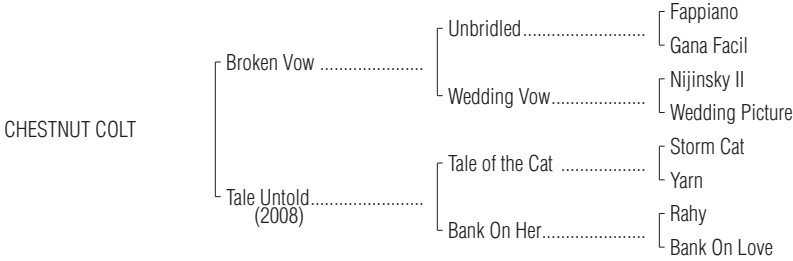 Fappiano
Unbridled..........................
Gana Facil
Broken Vow ......................
Nijinsky II
Wedding Vow....................
Wedding Picture
CHESTNUT COLT
Storm Cat
Tale of the Cat ..................
Yarn
Tale Untold........................
(2008)
Rahy
Bank On Her......................
Bank On Love